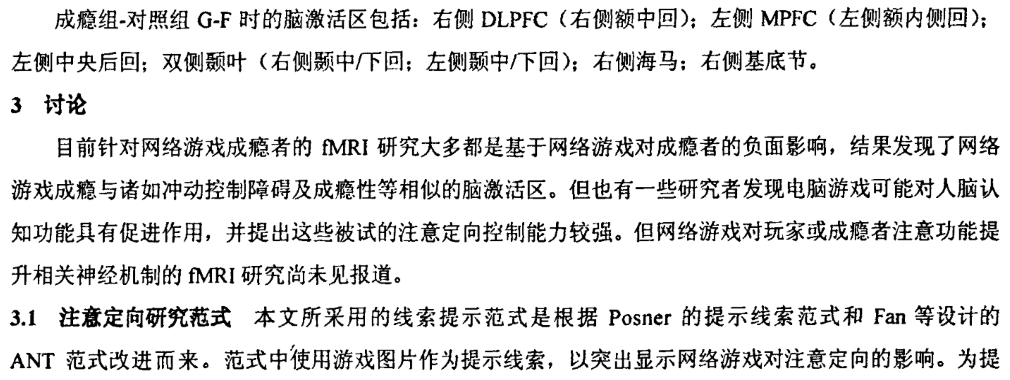 成瘾组-对照组 G-F 时的脑激活区包括：右侧 DLPFC（右侧额中回）；左侧 MPFC（左侧额内侧回）；
左侧中央后回；双侧颞叶（右侧颞中/下回；左侧颞中/下回）；右侧海马；右侧基底节。
3 讨论
目前针对网络游戏成瘾者的 fMRI 研究大多都是基于网络游戏对成瘾者的负面影响，结果发现了网络
游戏成瘾与诸如冲动控制障碍及成瘾性等相似的脑激活区。但也有一些研究者发现电脑游戏可能对人脑认
知功能具有促进作用，并提出这些被试的注意定向控制能力较强。但网络游戏对玩家或成瘾者注意功能提
升相关神经机制的 fMRI 研究尚未见报道。
3.1 注意定向研究范式 本文所采用的线索提示范式是根据 Posner 的提示线索范式和 Fan 等设计的
ANT 范式改进而来。范式中使用游戏图片作为提示线索，以突出显示网络游戏对注意定向的影响。为提